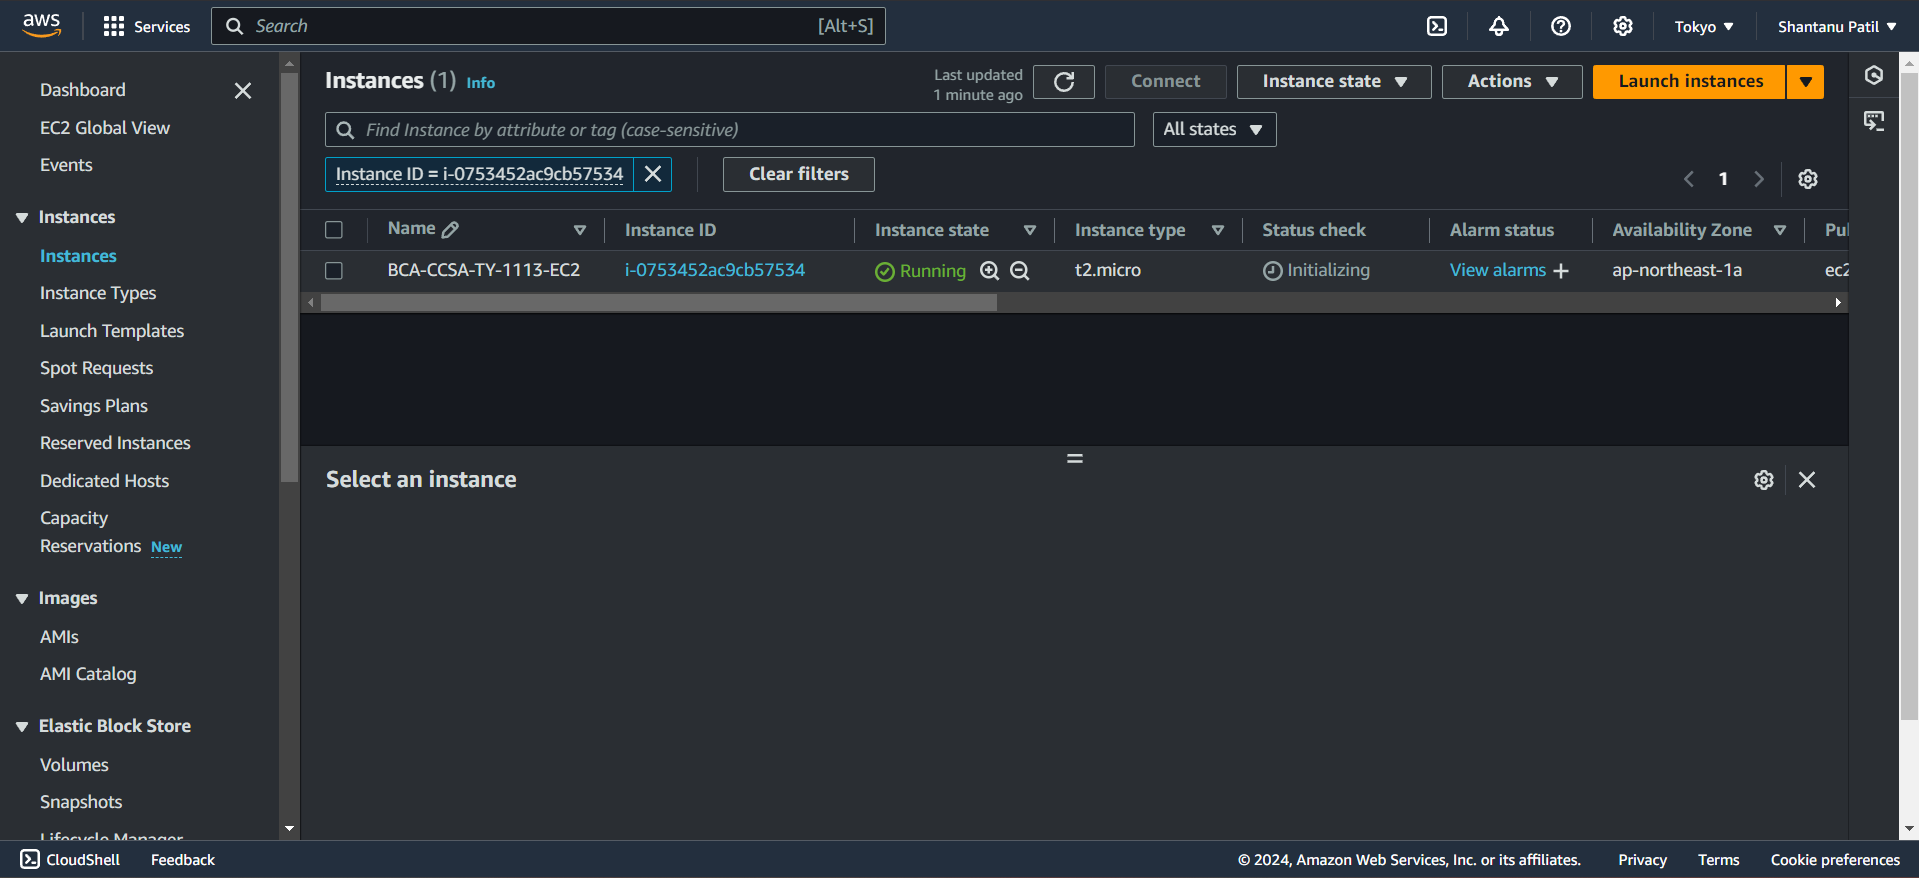 aws
Services
Search [Alt+S]
Tokyo
Shantanu Patil
Dashboard
EC2 Global View
Events
Instances
Instances
Instance Types
Launch Templates
Spot Requests
Savings Plans
Reserved Instances
Dedicated Hosts
Capacity
Reservations New
Images
AMIs
AMI Catalog
Elastic Block Store
Volumes
Snapshots
Lifecycle Manager
Instances (1) Info
Last updated
1 minute ago
Connect
Instance state
Actions
Launch instances
Find Instance by attribute or tag (case-sensitive)
All states
Instance ID = i-0753452ac9cb57534
Clear filters
1
Name Instance ID Instance state Instance type Status check Alarm status Availability Zone Pu
BCA-CCSA-TY-1113-EC2 i-0753452ac9cb57534 Running t2.micro Initializing View alarms + ap-northeast-1a ec2
Select an instance
CloudShell Feedback © 2024, Amazon Web Services, Inc. or its affiliates. Privacy Terms Cookie preferences